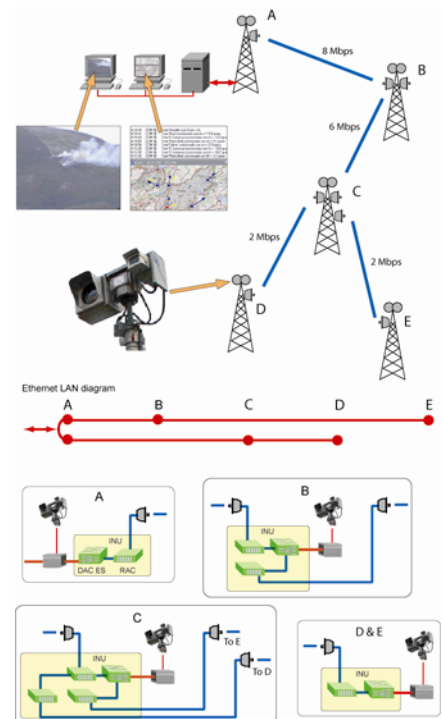 A
8 Mbps
B
6 Mbps
C
2 Mbps
2 Mbps
D
E
Ethernet LAN diagram
A B C D E
A
INU
DAC ES RAC
B
INU
C
INU
To E
To D
D & E
INU